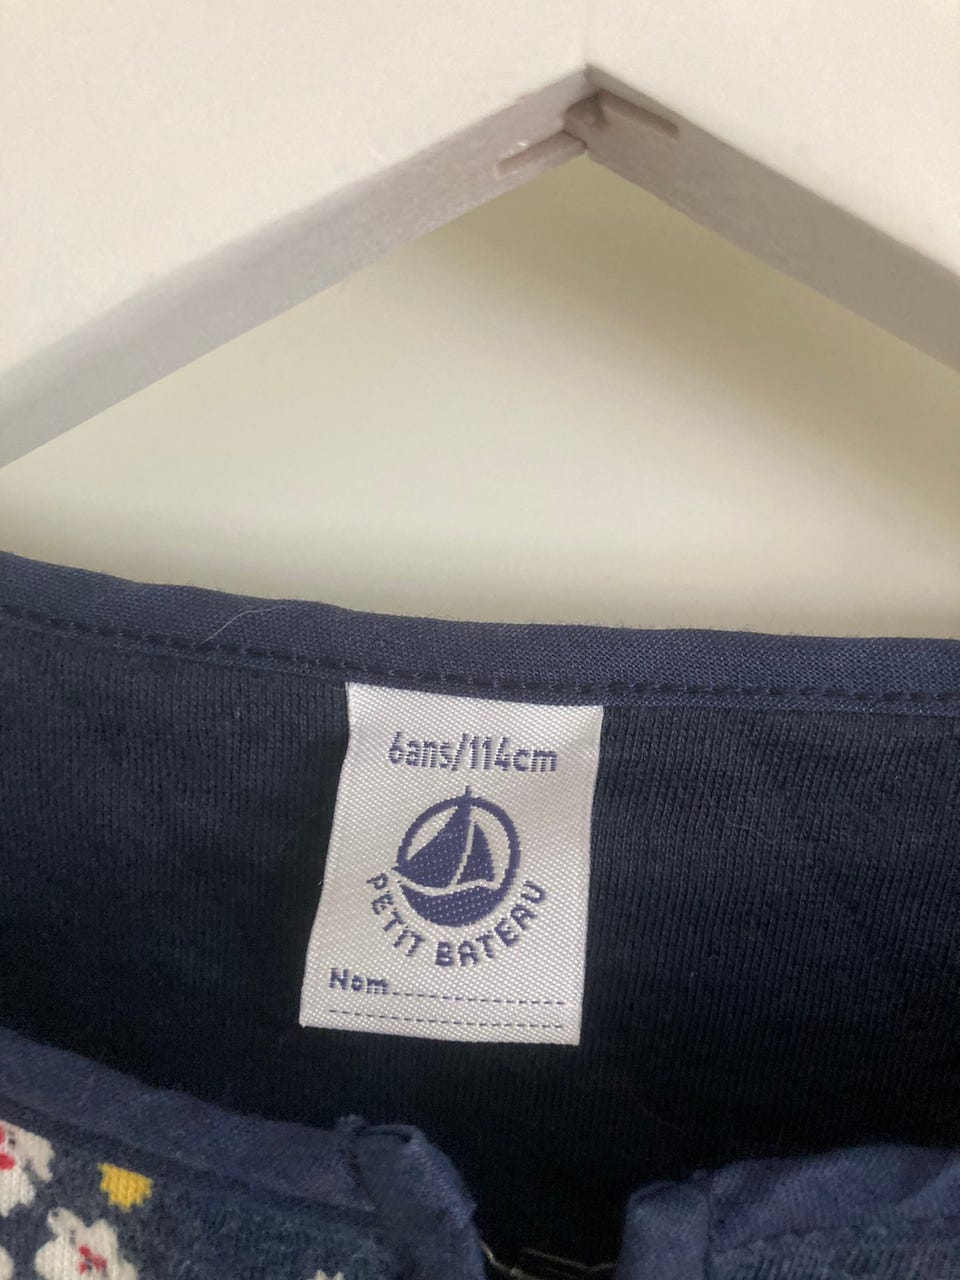 6ans/114cm
PETIT BATEAU
Nom